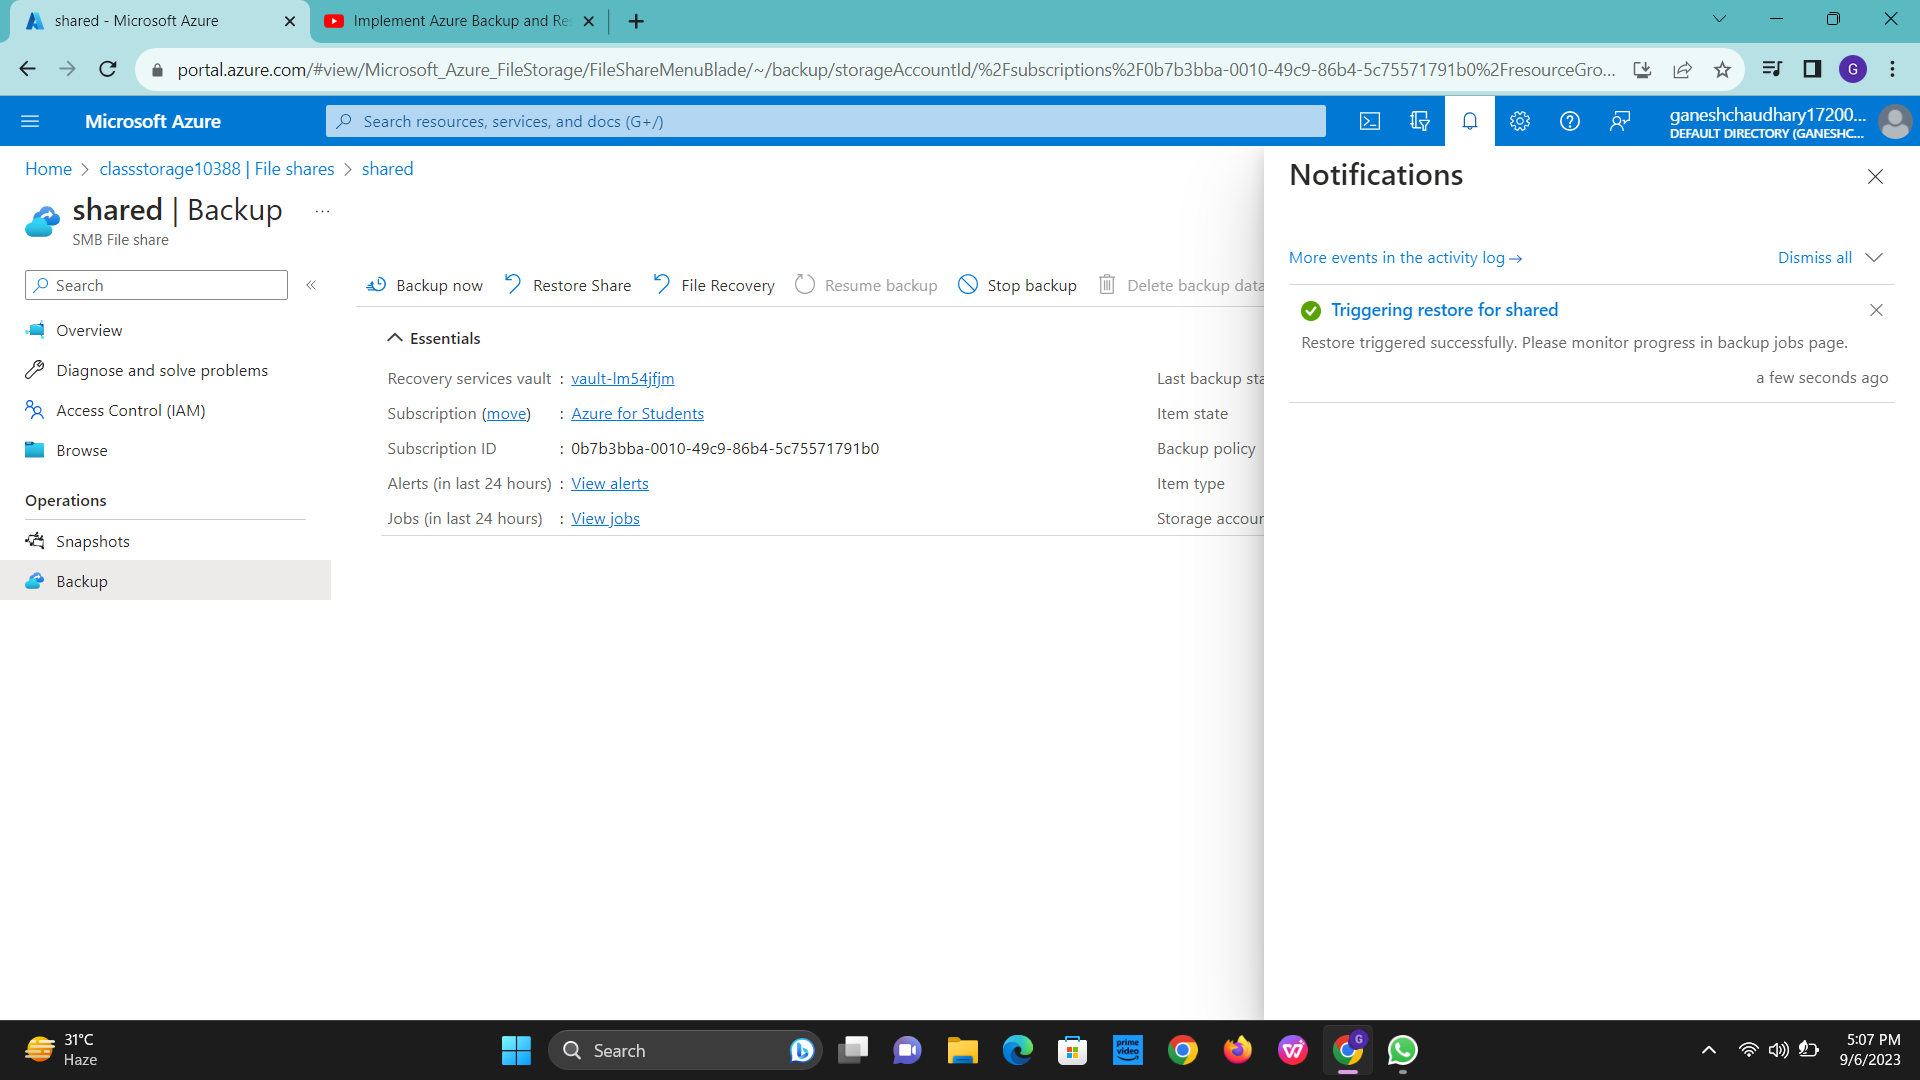 shared - Microsoft Azure
Implement Azure Backup and Re
portal.azure.com/#view/Microsoft_Azure_FileStorage/FileShareMenuBlade/~/backup/storageAccountId/%2Fsubscriptions%2F0b7b3bba-0010-49c9-86b4-5c75571791b0%2FresourceGro...
G
Microsoft Azure
Search resources, services, and docs (G+/)
ganeshchaudhary17200...
DEFAULT DIRECTORY (GANESHC...
Home > classstorage10388 | File shares > shared
shared | Backup ...
SMB File share
Search
«
Overview
Diagnose and solve problems
Access Control (IAM)
Browse
Operations
Snapshots
Backup
Backup now Restore Share File Recovery Resume backup Stop backup Delete backup data
Essentials
Recovery services vault : vault-lm54jfjm
Subscription (move) : Azure for Students
Subscription ID : 0b7b3bba-0010-49c9-86b4-5c75571791b0
Alerts (in last 24 hours) : View alerts
Jobs (in last 24 hours) : View jobs
Last backup sta
Item state
Backup policy
Item type
Storage accoun
Notifications
More events in the activity log → Dismiss all
Triggering restore for shared
Restore triggered successfully. Please monitor progress in backup jobs page.
a few seconds ago
31°C
Haze
Search
prime video
G
5:07 PM
9/6/2023